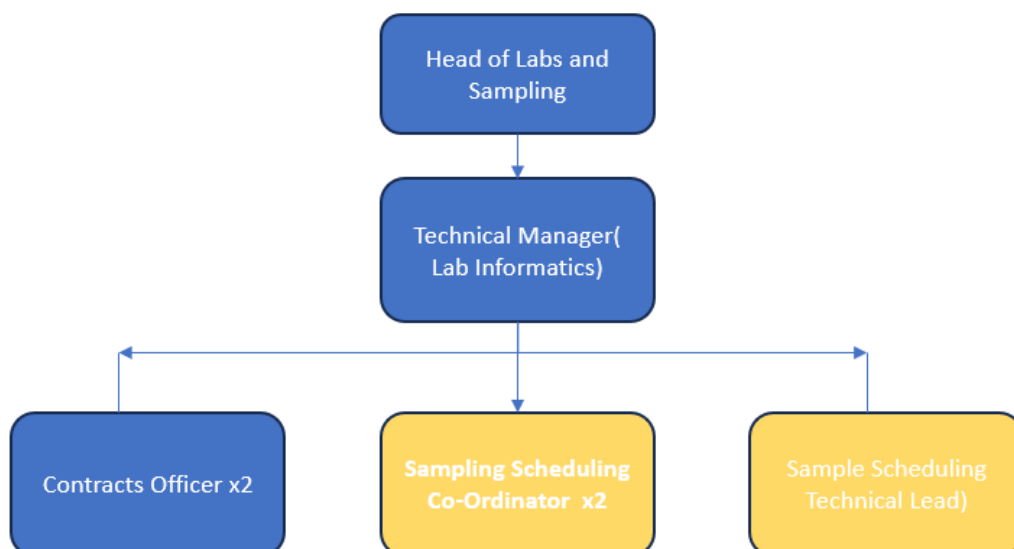 Head of Labs and
Sampling
Technical Manager(
Lab Informatics)
Contracts Officer x2
Sampling Scheduling
Co-Ordinator  x2
Sample Scheduling
Technical Lead)